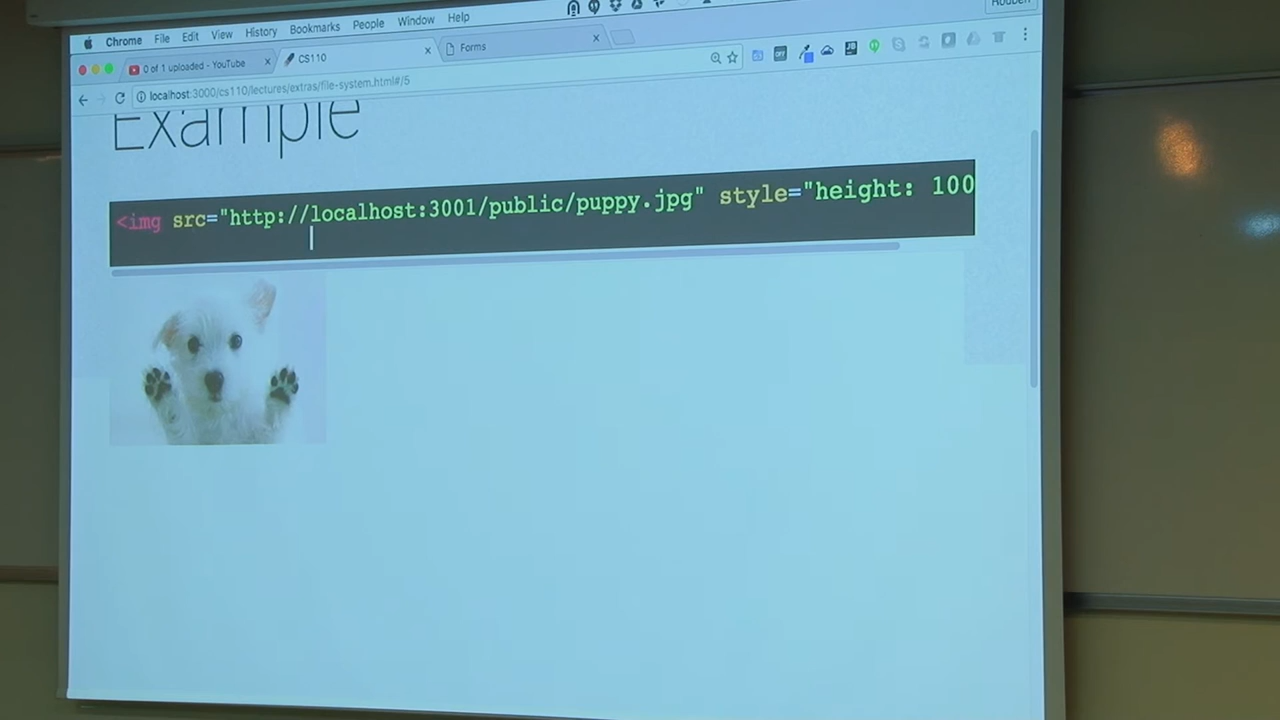 Chrome File Edit View History Bookmarks People Window Help
0 of 1 uploaded - YouTube
CS110
Forms
localhost:3000/cs110/lectures/extras/file-system.html#/5
Example
<img src="http://localhost:3001/public/puppy.jpg" style="height: 100